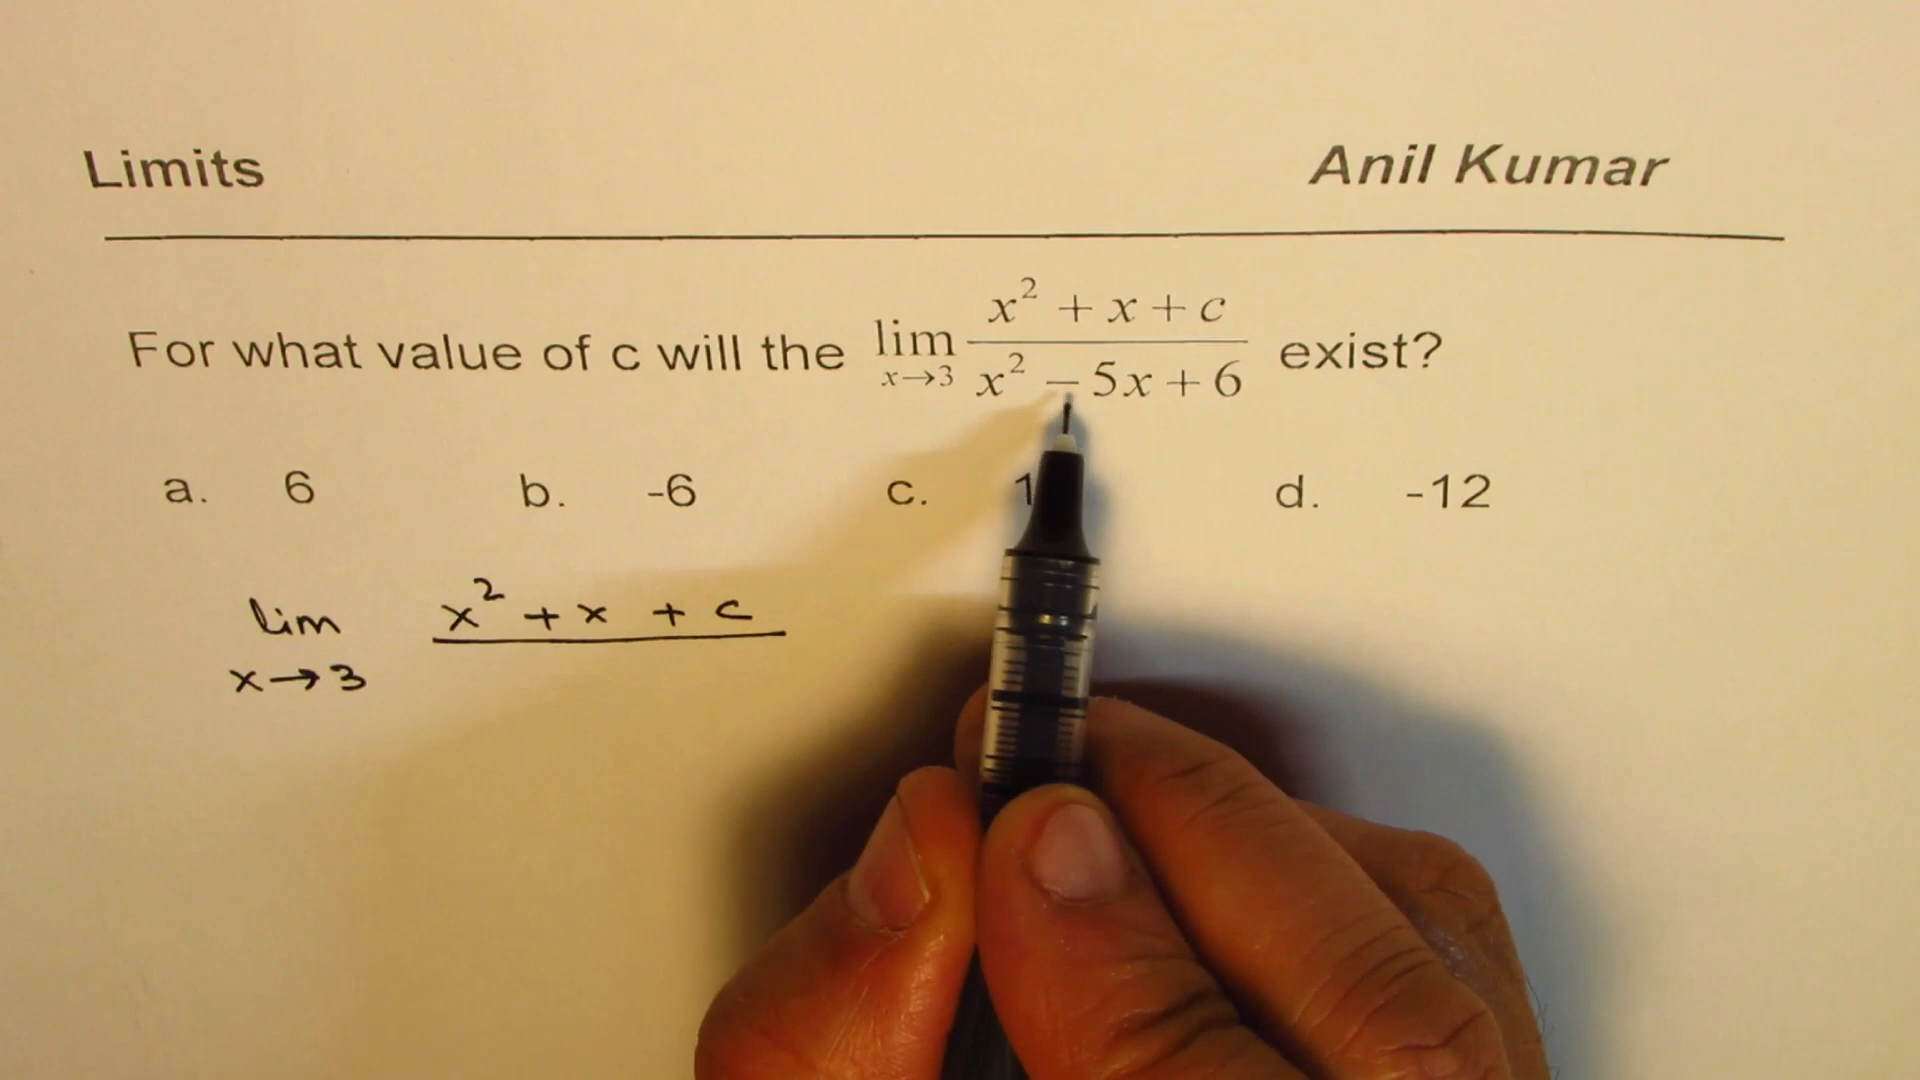 Limits
Anil Kumar
For what value of c will the lim x→3 (x² + x + c)/(x² − 5x + 6) exist?
a. 6 b. -6 c. d. -12
lim x→3 x² + x + c